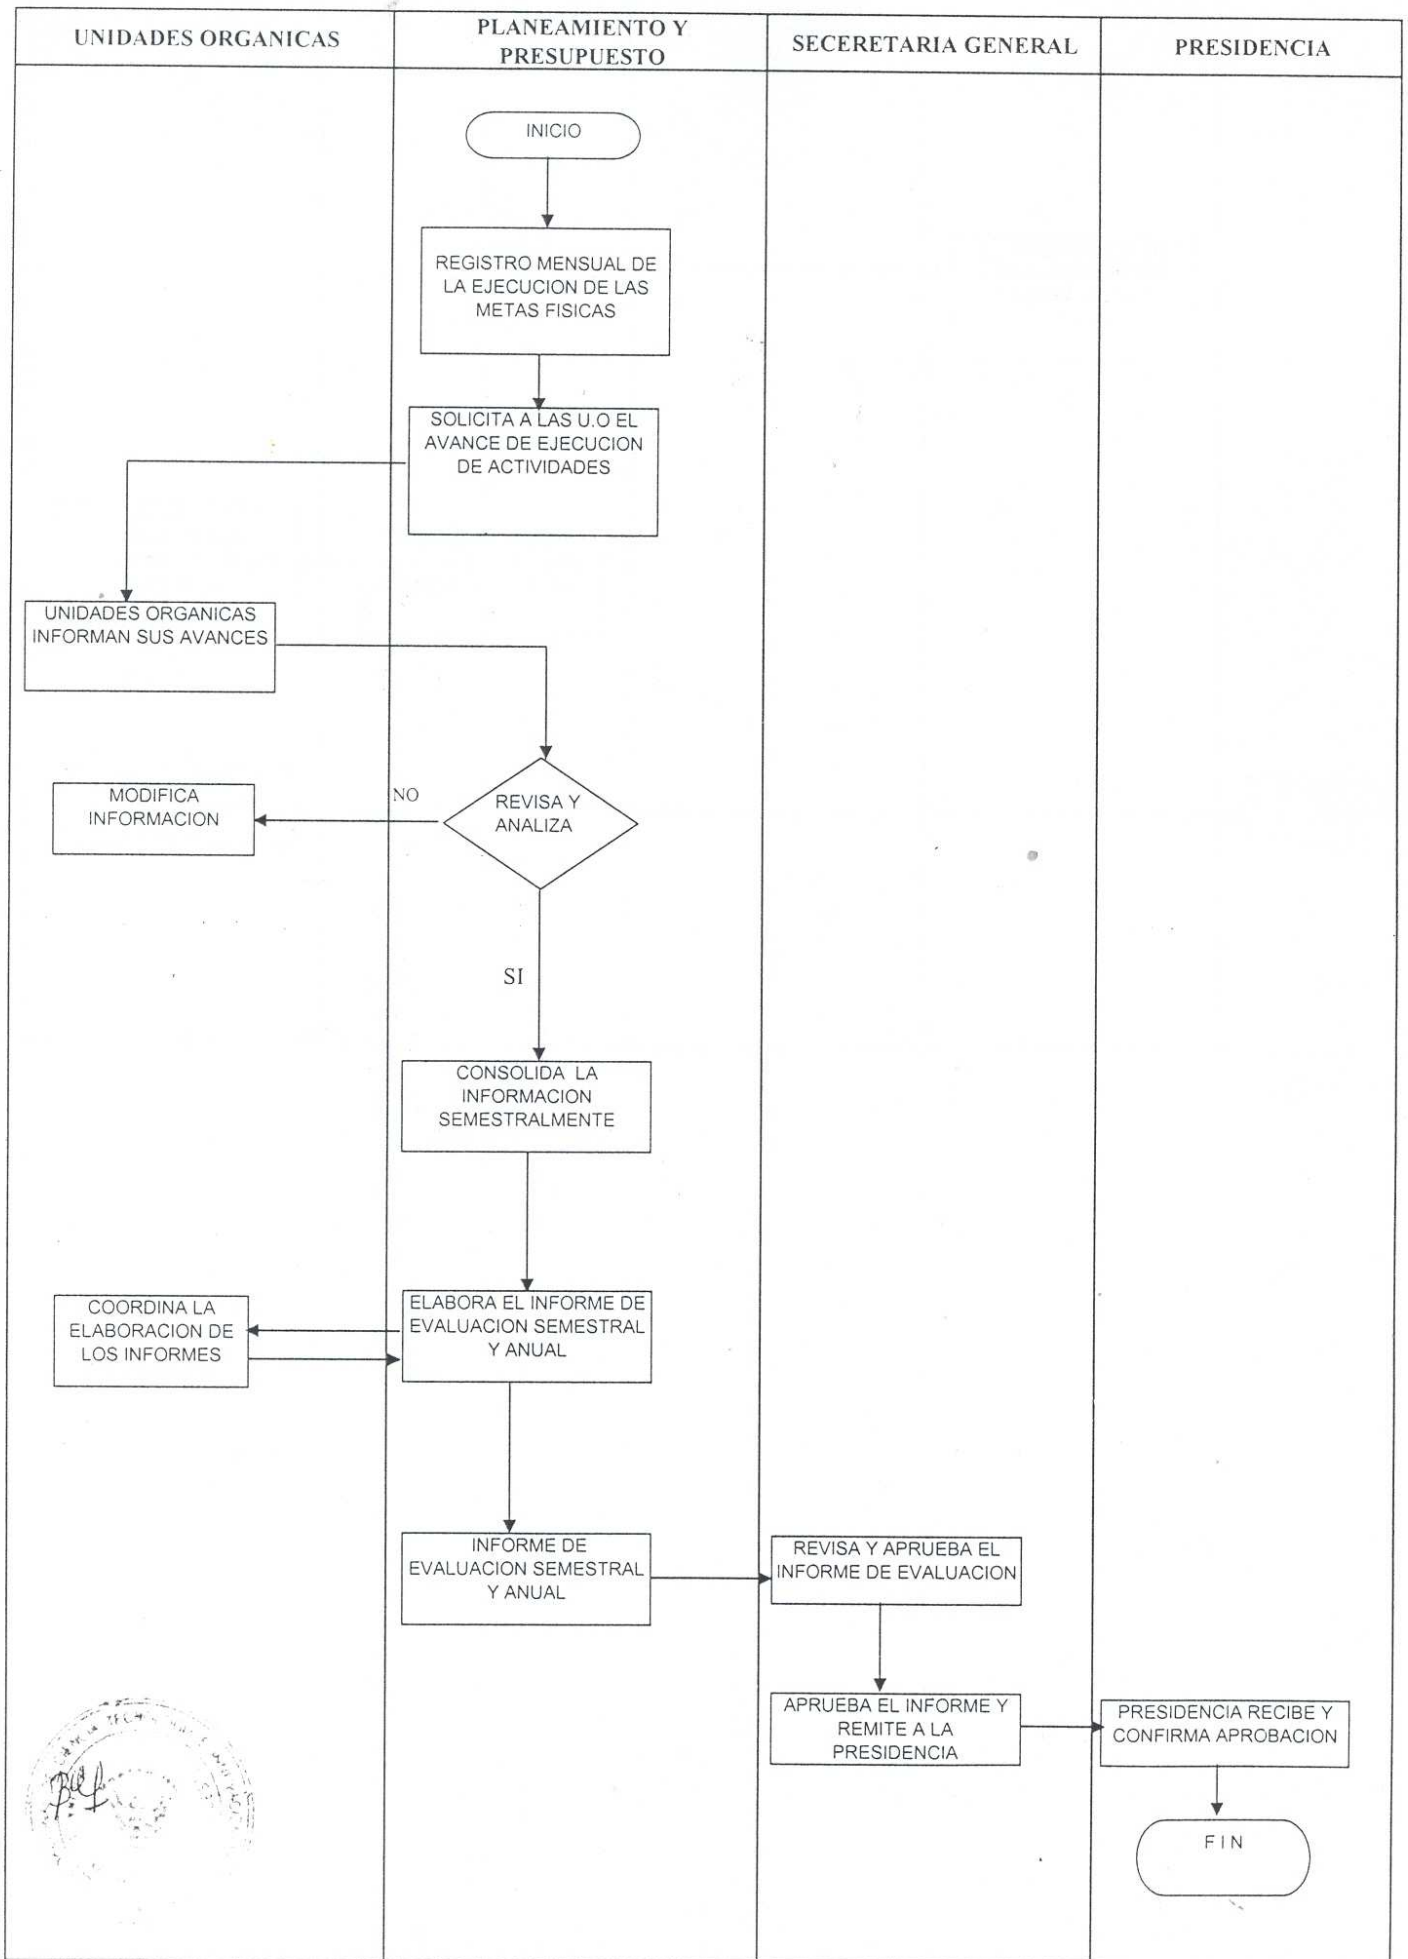 UNIDADES ORGANICAS
PLANEAMIENTO Y
PRESUPUESTO
SECERETARIA GENERAL
PRESIDENCIA
INICIO
REGISTRO MENSUAL DE
LA EJECUCION DE LAS
METAS FISICAS
SOLICITA A LAS U.O EL
AVANCE DE EJECUCION
DE ACTIVIDADES
UNIDADES ORGANICAS
INFORMAN SUS AVANCES
MODIFICA
INFORMACION
NO
REVISA Y
ANALIZA
SI
CONSOLIDA LA
INFORMACION
SEMESTRALMENTE
COORDINA LA
ELABORACION DE
LOS INFORMES
ELABORA EL INFORME DE
EVALUACION SEMESTRAL
Y ANUAL
INFORME DE
EVALUACION SEMESTRAL
Y ANUAL
REVISA Y APRUEBA EL
INFORME DE EVALUACION
APRUEBA EL INFORME Y
REMITE A LA
PRESIDENCIA
PRESIDENCIA RECIBE Y
CONFIRMA APROBACION
FIN